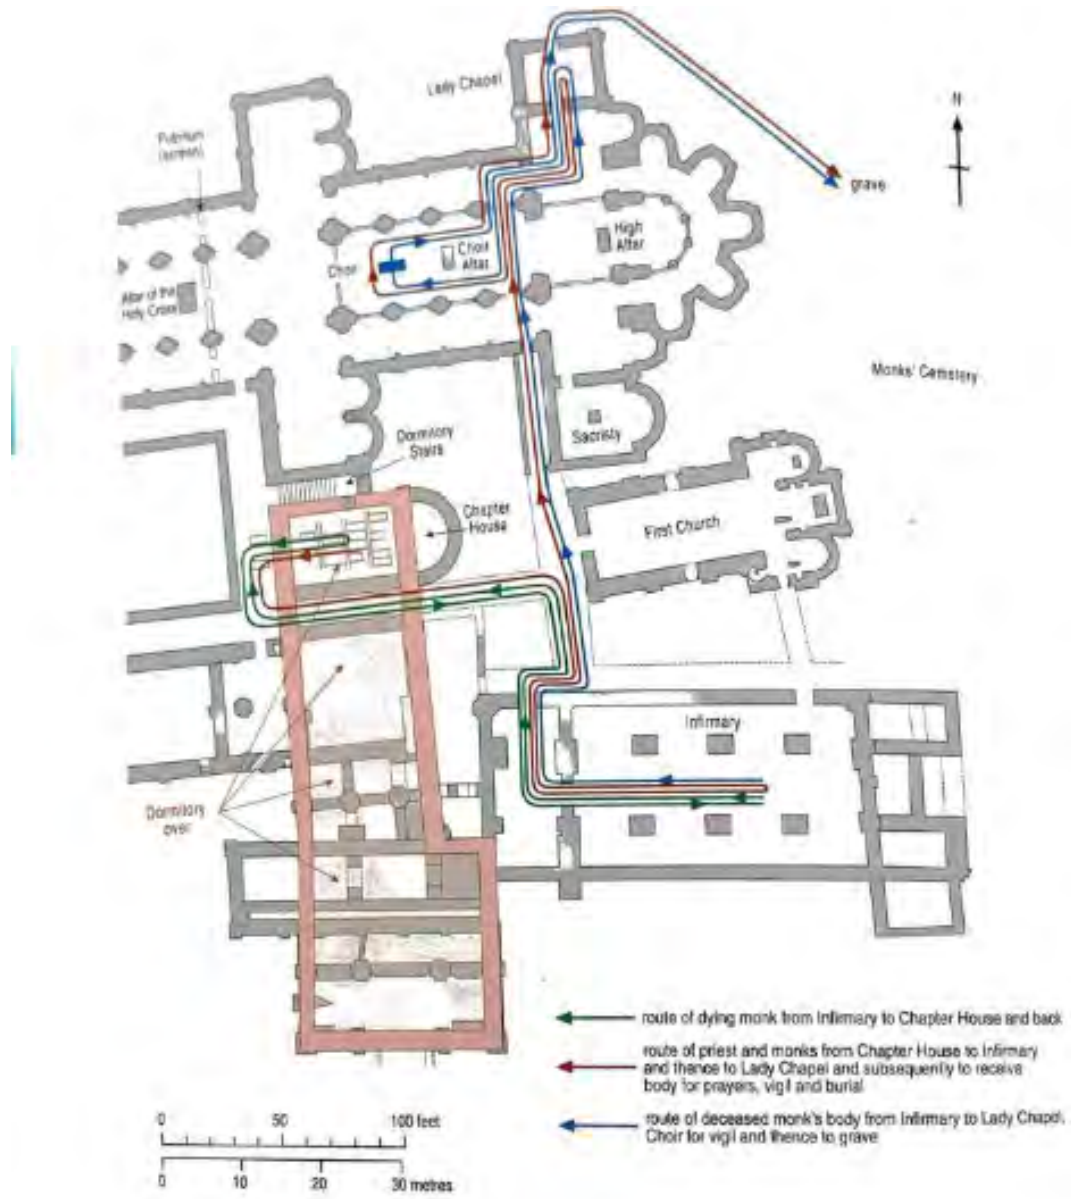 Lady Chapel
Pulpitum
(screen)
N
grave
High
Altar
Choir
Altar
Choir
Altar of the
Holy Cross
Monks' Cemetery
Sacristy
Dormitory
Stairs
Chapter
House
First Church
Infirmary
Dormitory
over
route of dying monk from Infirmary to Chapter House and back
route of priest and monks from Chapter House to Infirmary
and thence to Lady Chapel and subsequently to receive
body for prayers, vigil and burial
route of deceased monk's body from Infirmary to Lady Chapel,
Choir for vigil and thence to grave
0 50 100 feet
0 10 20 30 metres